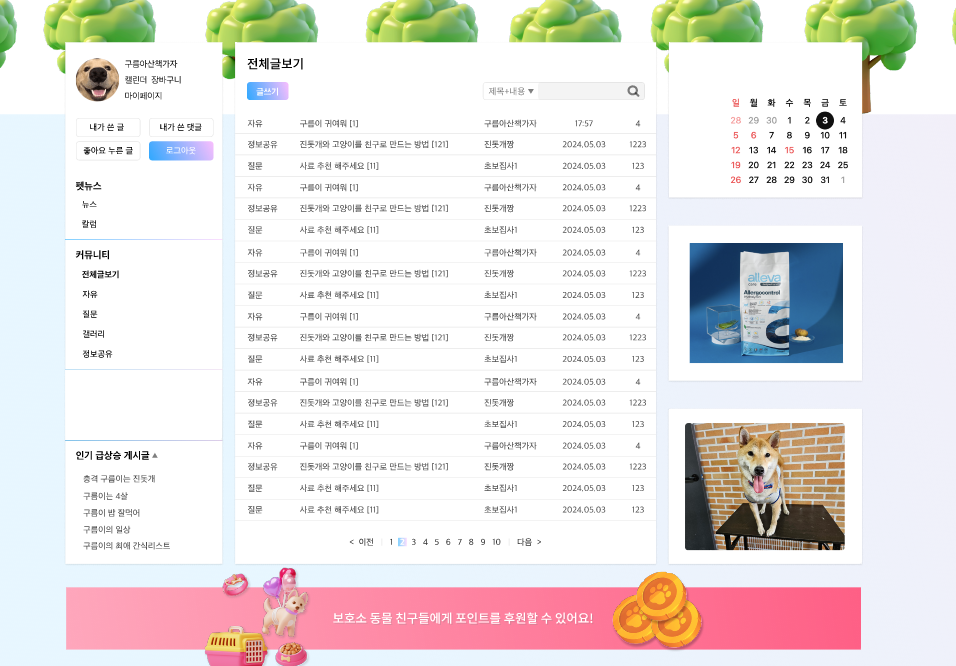 구름아산책가자
캘린더 장바구니
마이페이지
내가 쓴 글 내가 쓴 댓글
좋아요 누른 글 로그아웃
펫뉴스
뉴스
칼럼
커뮤니티
전체글보기
자유
질문
갤러리
정보공유
인기 급상승 게시글 ▲
충격 구름이는 진돗개
구름이는 4살
구름이 밥 잘먹어
구름이의 일상
구름이의 최애 간식리스트
전체글보기
글쓰기 제목+내용 ▼
자유 구름이 귀여워 [1] 구름아산책가자 17:57 4
정보공유 진돗개와 고양이를 친구로 만드는 방법 [121] 진돗개짱 2024.05.03 1223
질문 사료 추천 해주세요 [11] 초보집사1 2024.05.03 123
자유 구름이 귀여워 [1] 구름아산책가자 2024.05.03 4
정보공유 진돗개와 고양이를 친구로 만드는 방법 [121] 진돗개짱 2024.05.03 1223
질문 사료 추천 해주세요 [11] 초보집사1 2024.05.03 123
자유 구름이 귀여워 [1] 구름아산책가자 2024.05.03 4
정보공유 진돗개와 고양이를 친구로 만드는 방법 [121] 진돗개짱 2024.05.03 1223
질문 사료 추천 해주세요 [11] 초보집사1 2024.05.03 123
자유 구름이 귀여워 [1] 구름아산책가자 2024.05.03 4
정보공유 진돗개와 고양이를 친구로 만드는 방법 [121] 진돗개짱 2024.05.03 1223
질문 사료 추천 해주세요 [11] 초보집사1 2024.05.03 123
자유 구름이 귀여워 [1] 구름아산책가자 2024.05.03 4
정보공유 진돗개와 고양이를 친구로 만드는 방법 [121] 진돗개짱 2024.05.03 1223
질문 사료 추천 해주세요 [11] 초보집사1 2024.05.03 123
자유 구름이 귀여워 [1] 구름아산책가자 2024.05.03 4
정보공유 진돗개와 고양이를 친구로 만드는 방법 [121] 진돗개짱 2024.05.03 1223
질문 사료 추천 해주세요 [11] 초보집사1 2024.05.03 123
질문 사료 추천 해주세요 [11] 초보집사1 2024.05.03 123
< 이전 | 1 2 3 4 5 6 7 8 9 10 | 다음 >
일 월 화 수 목 금 토
28 29 30 1 2 3 4
5 6 7 8 9 10 11
12 13 14 15 16 17 18
19 20 21 22 23 24 25
26 27 28 29 30 31 1
alleva
care
Allergocontrol
보호소 동물 친구들에게 포인트를 후원할 수 있어요!